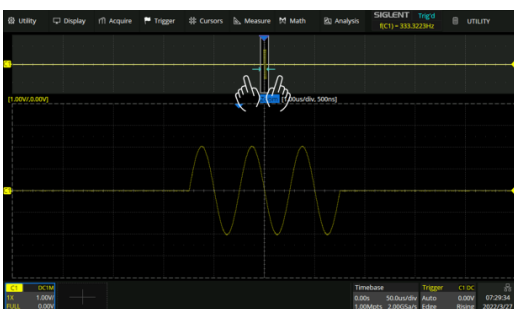 Utility Display Acquire Trigger Cursors Measure Math Analysis SIGLENT Trig'd UTILITY
f(C1) = 333.3223Hz
C1
[1.00V/,0.00V] [1.00us/div, 500ns]
C1
C1 DC1M Timebase Trigger C1 DC
1X 1.00V/ 0.00s 50.0us/div Auto 0.00V 07:29:34
FULL 0.00V 1.00Mpts 2.00GSa/s Edge Rising 2022/3/27